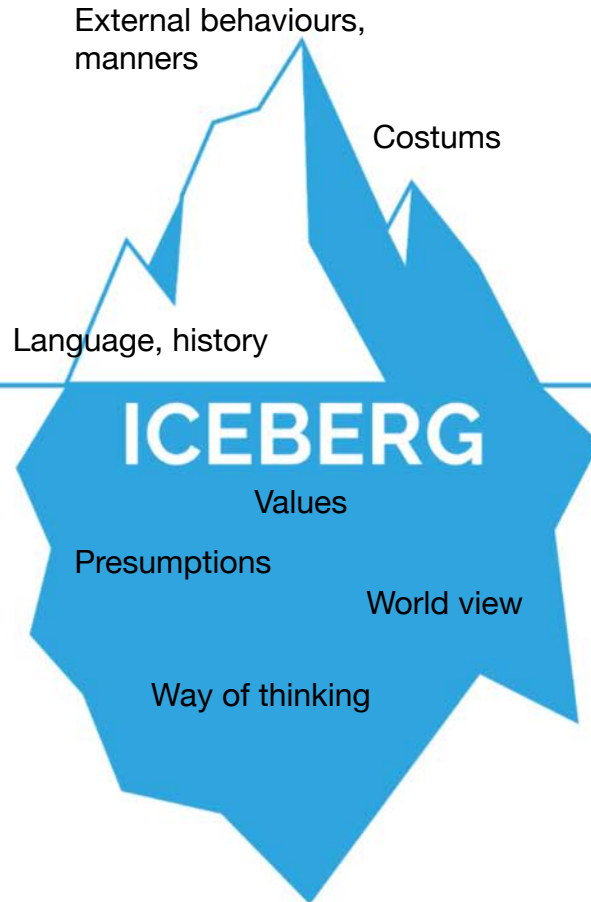 External behaviours,
manners
Costums
Language, history
ICEBERG
Values
Presumptions
World view
Way of thinking